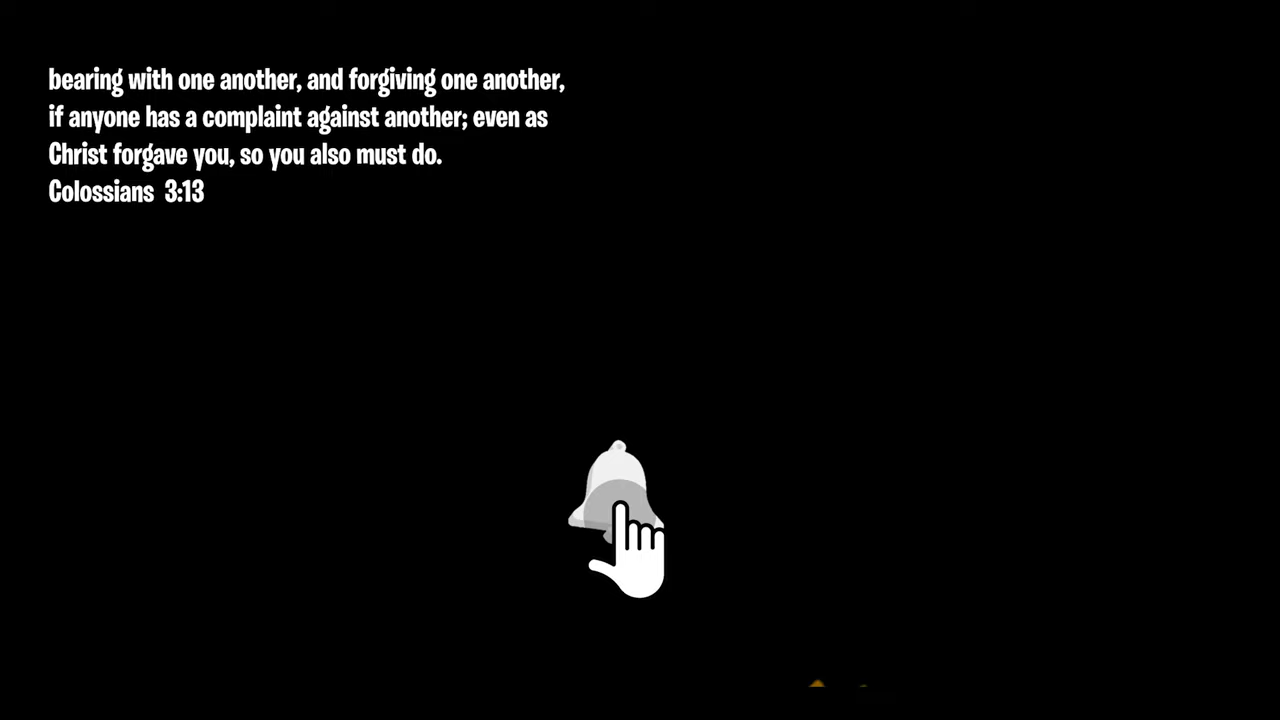 bearing with one another, and forgiving one another,
if anyone has a complaint against another; even as
Christ forgave you, so you also must do.
Colossians 3:13